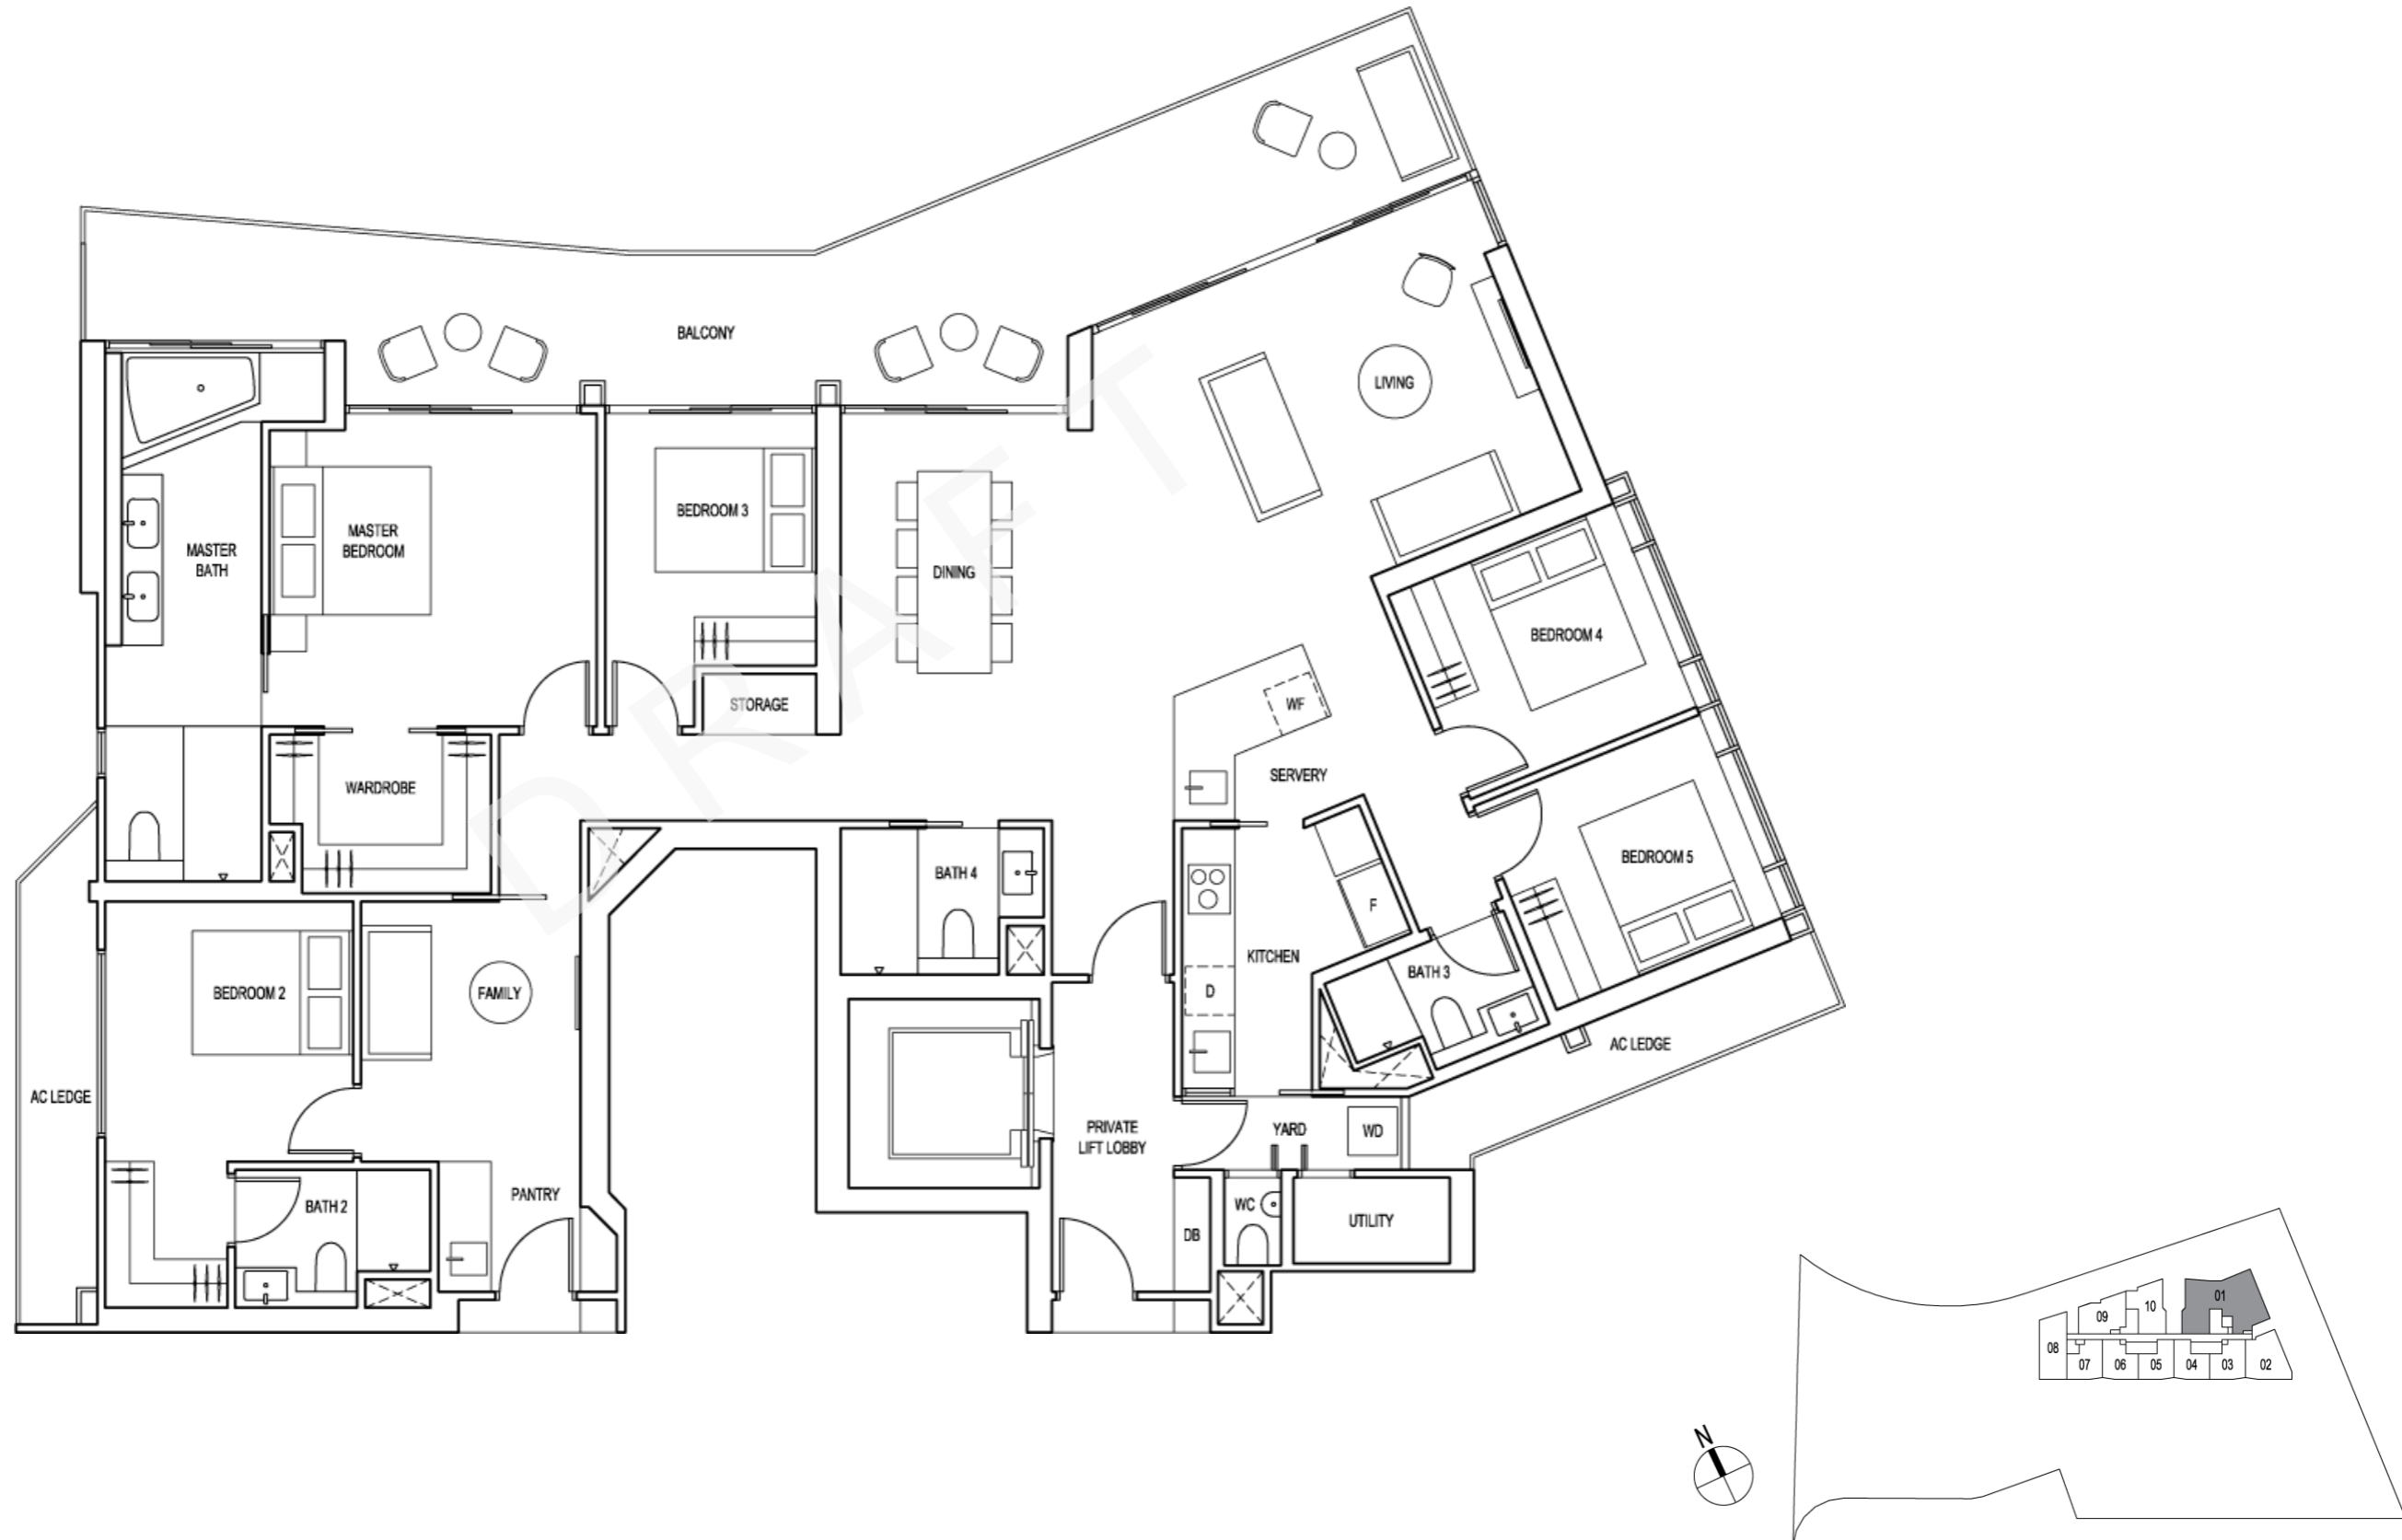 BALCONY
LIVING
BEDROOM 3
MASTER
BEDROOM
MASTER
BATH
DINING
BEDROOM 4
STORAGE
WF
SERVERY
WARDROBE
BEDROOM 5
BATH 4
F
KITCHEN
BATH 3
BEDROOM 2
FAMILY
D
AC LEDGE
AC LEDGE
PRIVATE
LIFT LOBBY
YARD
WD
PANTRY
BATH 2
WC
UTILITY
DB
DRAFT
01
10
09
08
07
06
05
04
03
02
N